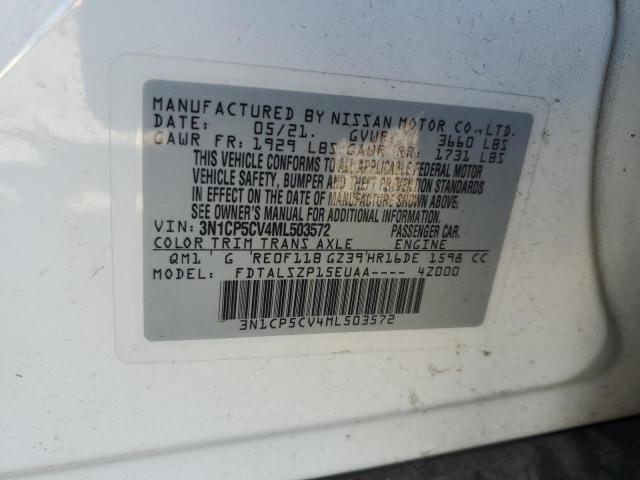 MANUFACTURED BY NISSAN MOTOR CO.,LTD.
DATE: 05/21. GVWR 3660 LBS
GAWR FR: 1929 LBS GAWR RR: 1731 LBS
THIS VEHICLE CONFORMS TO ALL APPLICABLE FEDERAL MOTOR
VEHICLE SAFETY, BUMPER AND THEFT PREVENTION STANDARDS
IN EFFECT ON THE DATE OF MANUFACTURE SHOWN ABOVE.
SEE OWNER'S MANUAL FOR ADDITIONAL INFORMATION.
VIN: 3N1CP5CV4ML503572 PASSENGER CAR.
COLOR TRIM TRANS AXLE ENGINE
QM1 ' G ' RE0F11B GZ39'HR16DE 1598 CC
MODEL: FDTALSZP15EUAA---- 4Z000
3N1CP5CV4ML503572